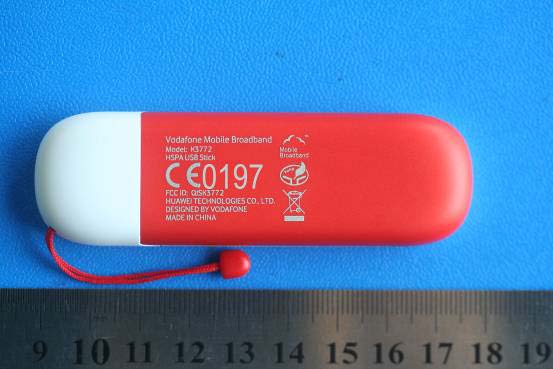 Vodafone Mobile Broadband
Model: K3772
HSPA USB Stick
CE0197
FCC ID: QISK3772
HUAWEI TECHNOLOGIES CO., LTD.
DESIGNED BY VODAFONE
MADE IN CHINA
Mobile
Broadband
9 10 11 12 13 14 15 16 17 18 19